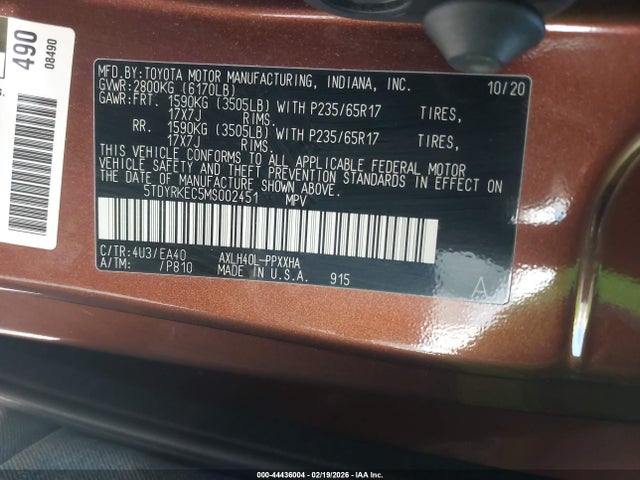 490
08490
MFD.BY:TOYOTA MOTOR MANUFACTURING, INDIANA, INC. 10/20
GVWR:2800KG (6170LB)
GAWR:FRT. 1590KG (3505LB) WITH P235/65R17 TIRES,
17X7J RIMS.
RR. 1590KG (3505LB) WITH P235/65R17 TIRES,
17X7J RIMS.
THIS VEHICLE CONFORMS TO ALL APPLICABLE FEDERAL MOTOR
VEHICLE SAFETY AND THEFT PREVENTION STANDARDS IN EFFECT
ON THE DATE OF MANUFACTURE SHOWN ABOVE.
5TDYRKEC5MS002451 MPV
C/TR:4U3/EA40 AXLH40L-PPXXHA
A/TM: /P810 MADE IN U.S.A. 915
A
000-44436004 - 02/19/2026 - IAA Inc.